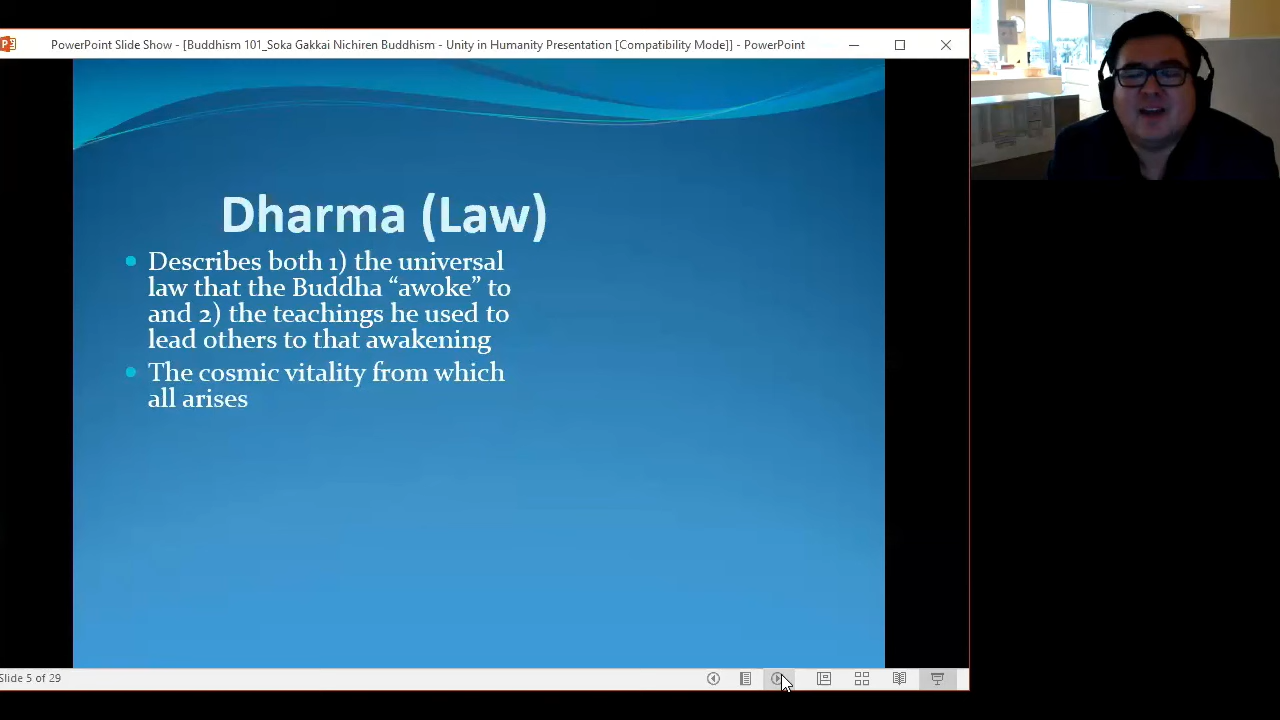 PowerPoint Slide Show - [Buddhism 101_Soka Gakkai Nichiren Buddhism - Unity in Humanity Presentation [Compatibility Mode]] - PowerPoint
Dharma (Law)
• Describes both 1) the universal
law that the Buddha “awoke” to
and 2) the teachings he used to
lead others to that awakening
• The cosmic vitality from which
all arises
Slide 5 of 29